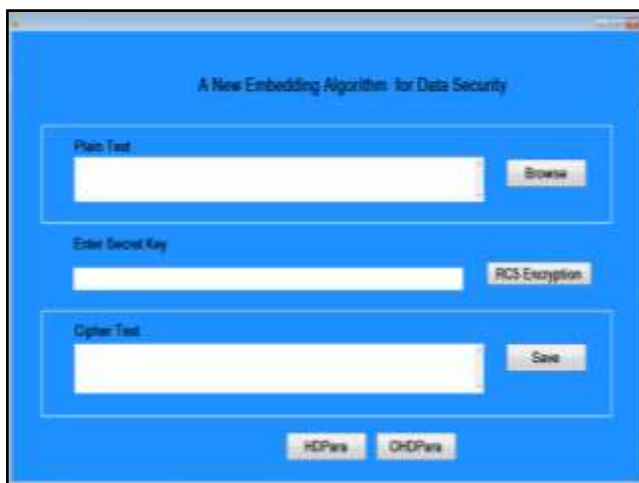 A New Embedding Algorithm for Data Security
Plain Text
Browse
Enter Secret Key
RC5 Encryption
Cipher Text
Save
HDPara
OHDPara